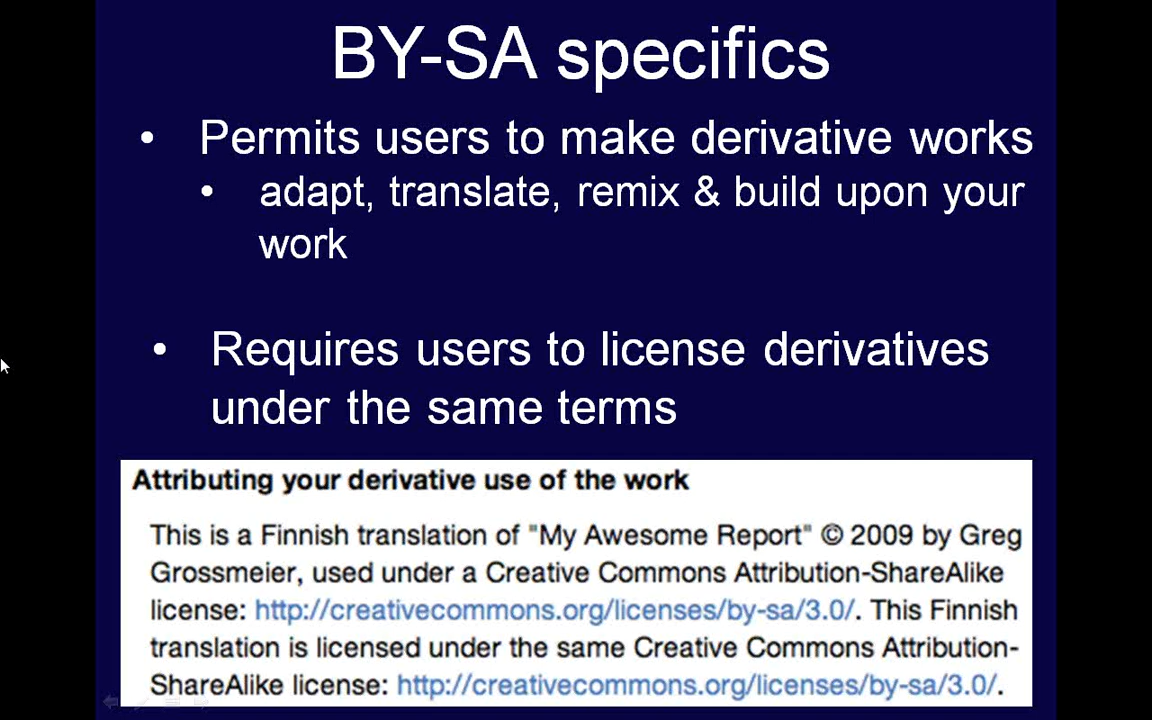 BY-SA specifics
• Permits users to make derivative works
• adapt, translate, remix & build upon your
work
• Requires users to license derivatives
under the same terms
Attributing your derivative use of the work
This is a Finnish translation of "My Awesome Report" © 2009 by Greg
Grossmeier, used under a Creative Commons Attribution-ShareAlike
license: http://creativecommons.org/licenses/by-sa/3.0/. This Finnish
translation is licensed under the same Creative Commons Attribution-
ShareAlike license: http://creativecommons.org/licenses/by-sa/3.0/.